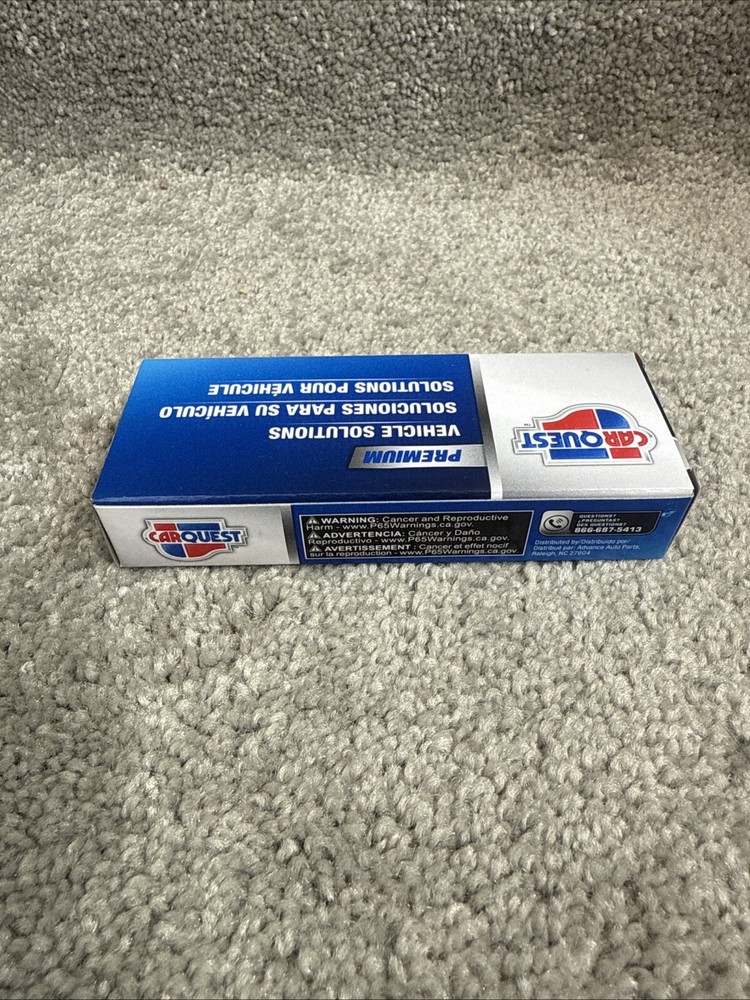 CARQUEST
PREMIUM
VEHICLE SOLUTIONS
SOLUCIONES PARA SU VEHÍCULO
SOLUTIONS POUR VÉHICULE
CARQUEST
WARNING: Cancer and Reproductive
Harm - www.P65Warnings.ca.gov.
ADVERTENCIA: Cáncer y Daño
Reproductivo - www.P65Warnings.ca.gov.
AVERTISSEMENT : Cancer et effet nocif
sur la reproduction - www.P65Warnings.ca.gov.
QUESTIONS?
¿PREGUNTAS?
DES QUESTIONS?
866-687-5413
Distributed by/Distribuido por/
Distribué par: Advance Auto Parts,
Raleigh, NC 27604